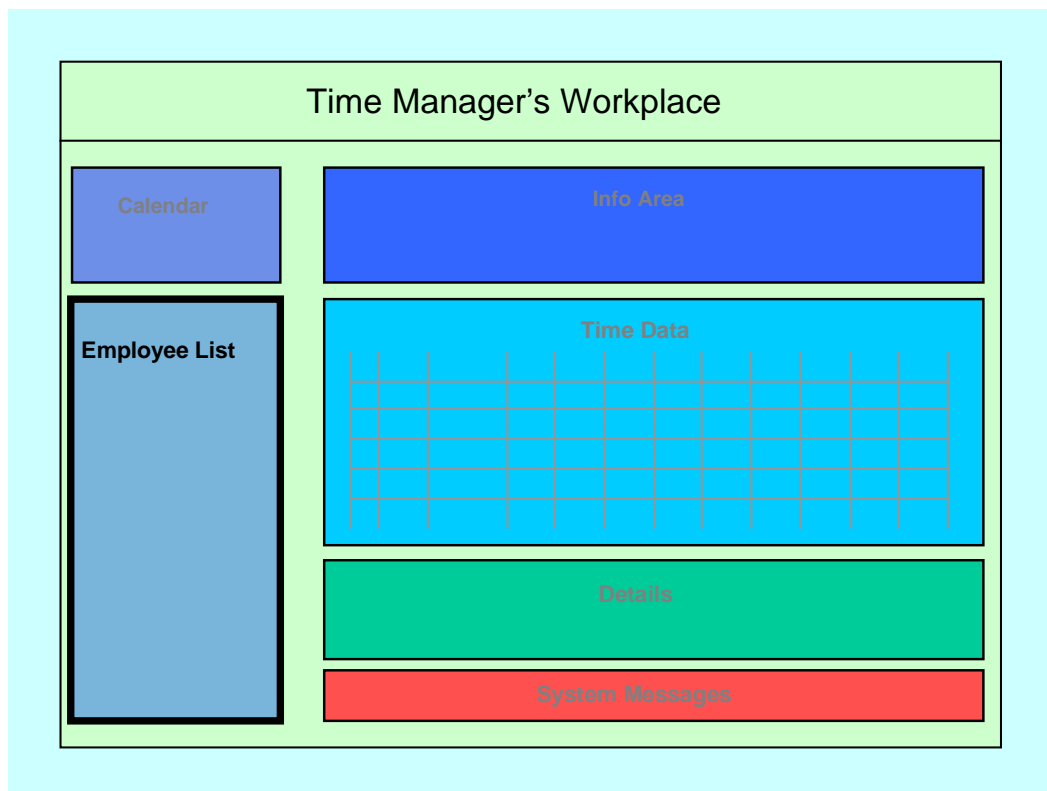 Time Manager’s Workplace
Calendar
Info Area
Employee List
Time Data
Details
System Messages